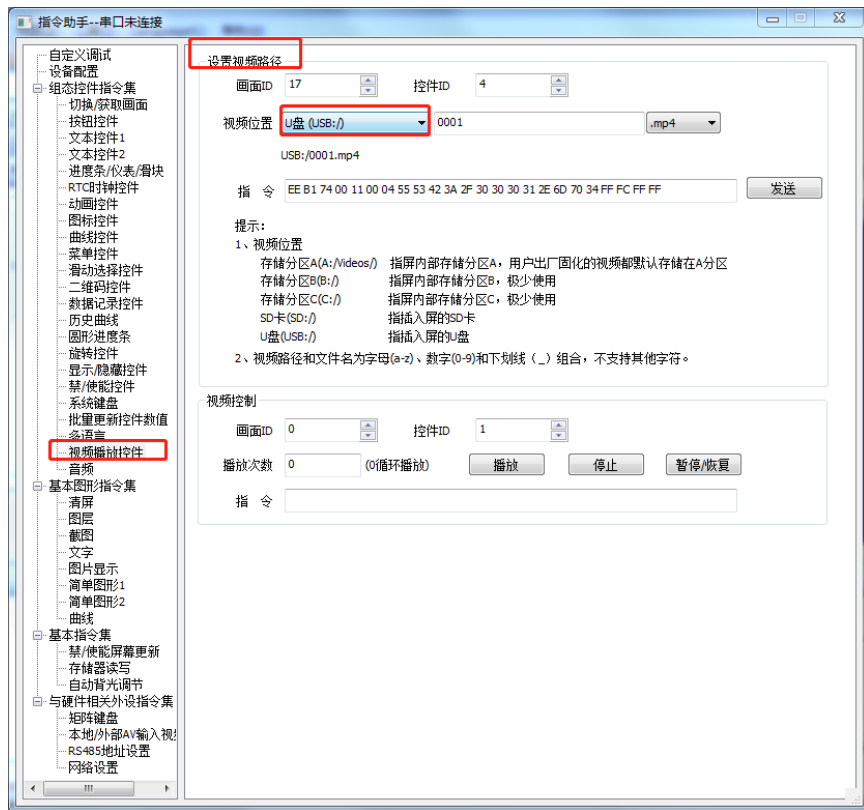 指令助手--串口未连接
自定义调试
设备配置
组态控件指令集
切换/获取画面
按钮控件
文本控件1
文本控件2
进度条/仪表/滑块
RTC时钟控件
动画控件
图标控件
曲线控件
菜单控件
滑动选择控件
二维码控件
数据记录控件
历史曲线
圆形进度条
旋转控件
显示/隐藏控件
禁/使能控件
系统键盘
批量更新控件数值
多语言
视频播放控件
音频
基本图形指令集
清屏
图层
截图
文字
图片显示
简单图形1
简单图形2
曲线
基本指令集
禁/使能屏幕更新
存储器读写
自动背光调节
与硬件相关外设指令集
矩阵键盘
本地/外部AV输入视
RS485地址设置
网络设置
设置视频路径
画面ID 17 控件ID 4
视频位置 U盘 (USB:/) 0001 .mp4
USB:/0001.mp4
指 令 EE B1 74 00 11 00 04 55 53 42 3A 2F 30 30 30 31 2E 6D 70 34 FF FC FF FF 发送
提示:
1、视频位置
存储分区A(A:/Videos/) 指屏内部存储分区A，用户出厂固化的视频都默认存储在A分区
存储分区B(B:/) 指屏内部存储分区B，极少使用
存储分区C(C:/) 指屏内部存储分区C，极少使用
SD卡(SD:/) 指插入屏的SD卡
U盘(USB:/) 指插入屏的U盘
2、视频路径和文件名为字母(a-z)、数字(0-9)和下划线（_）组合，不支持其他字符。
视频控制
画面ID 0 控件ID 1
播放次数 0 (0循环播放) 播放 停止 暂停/恢复
指 令